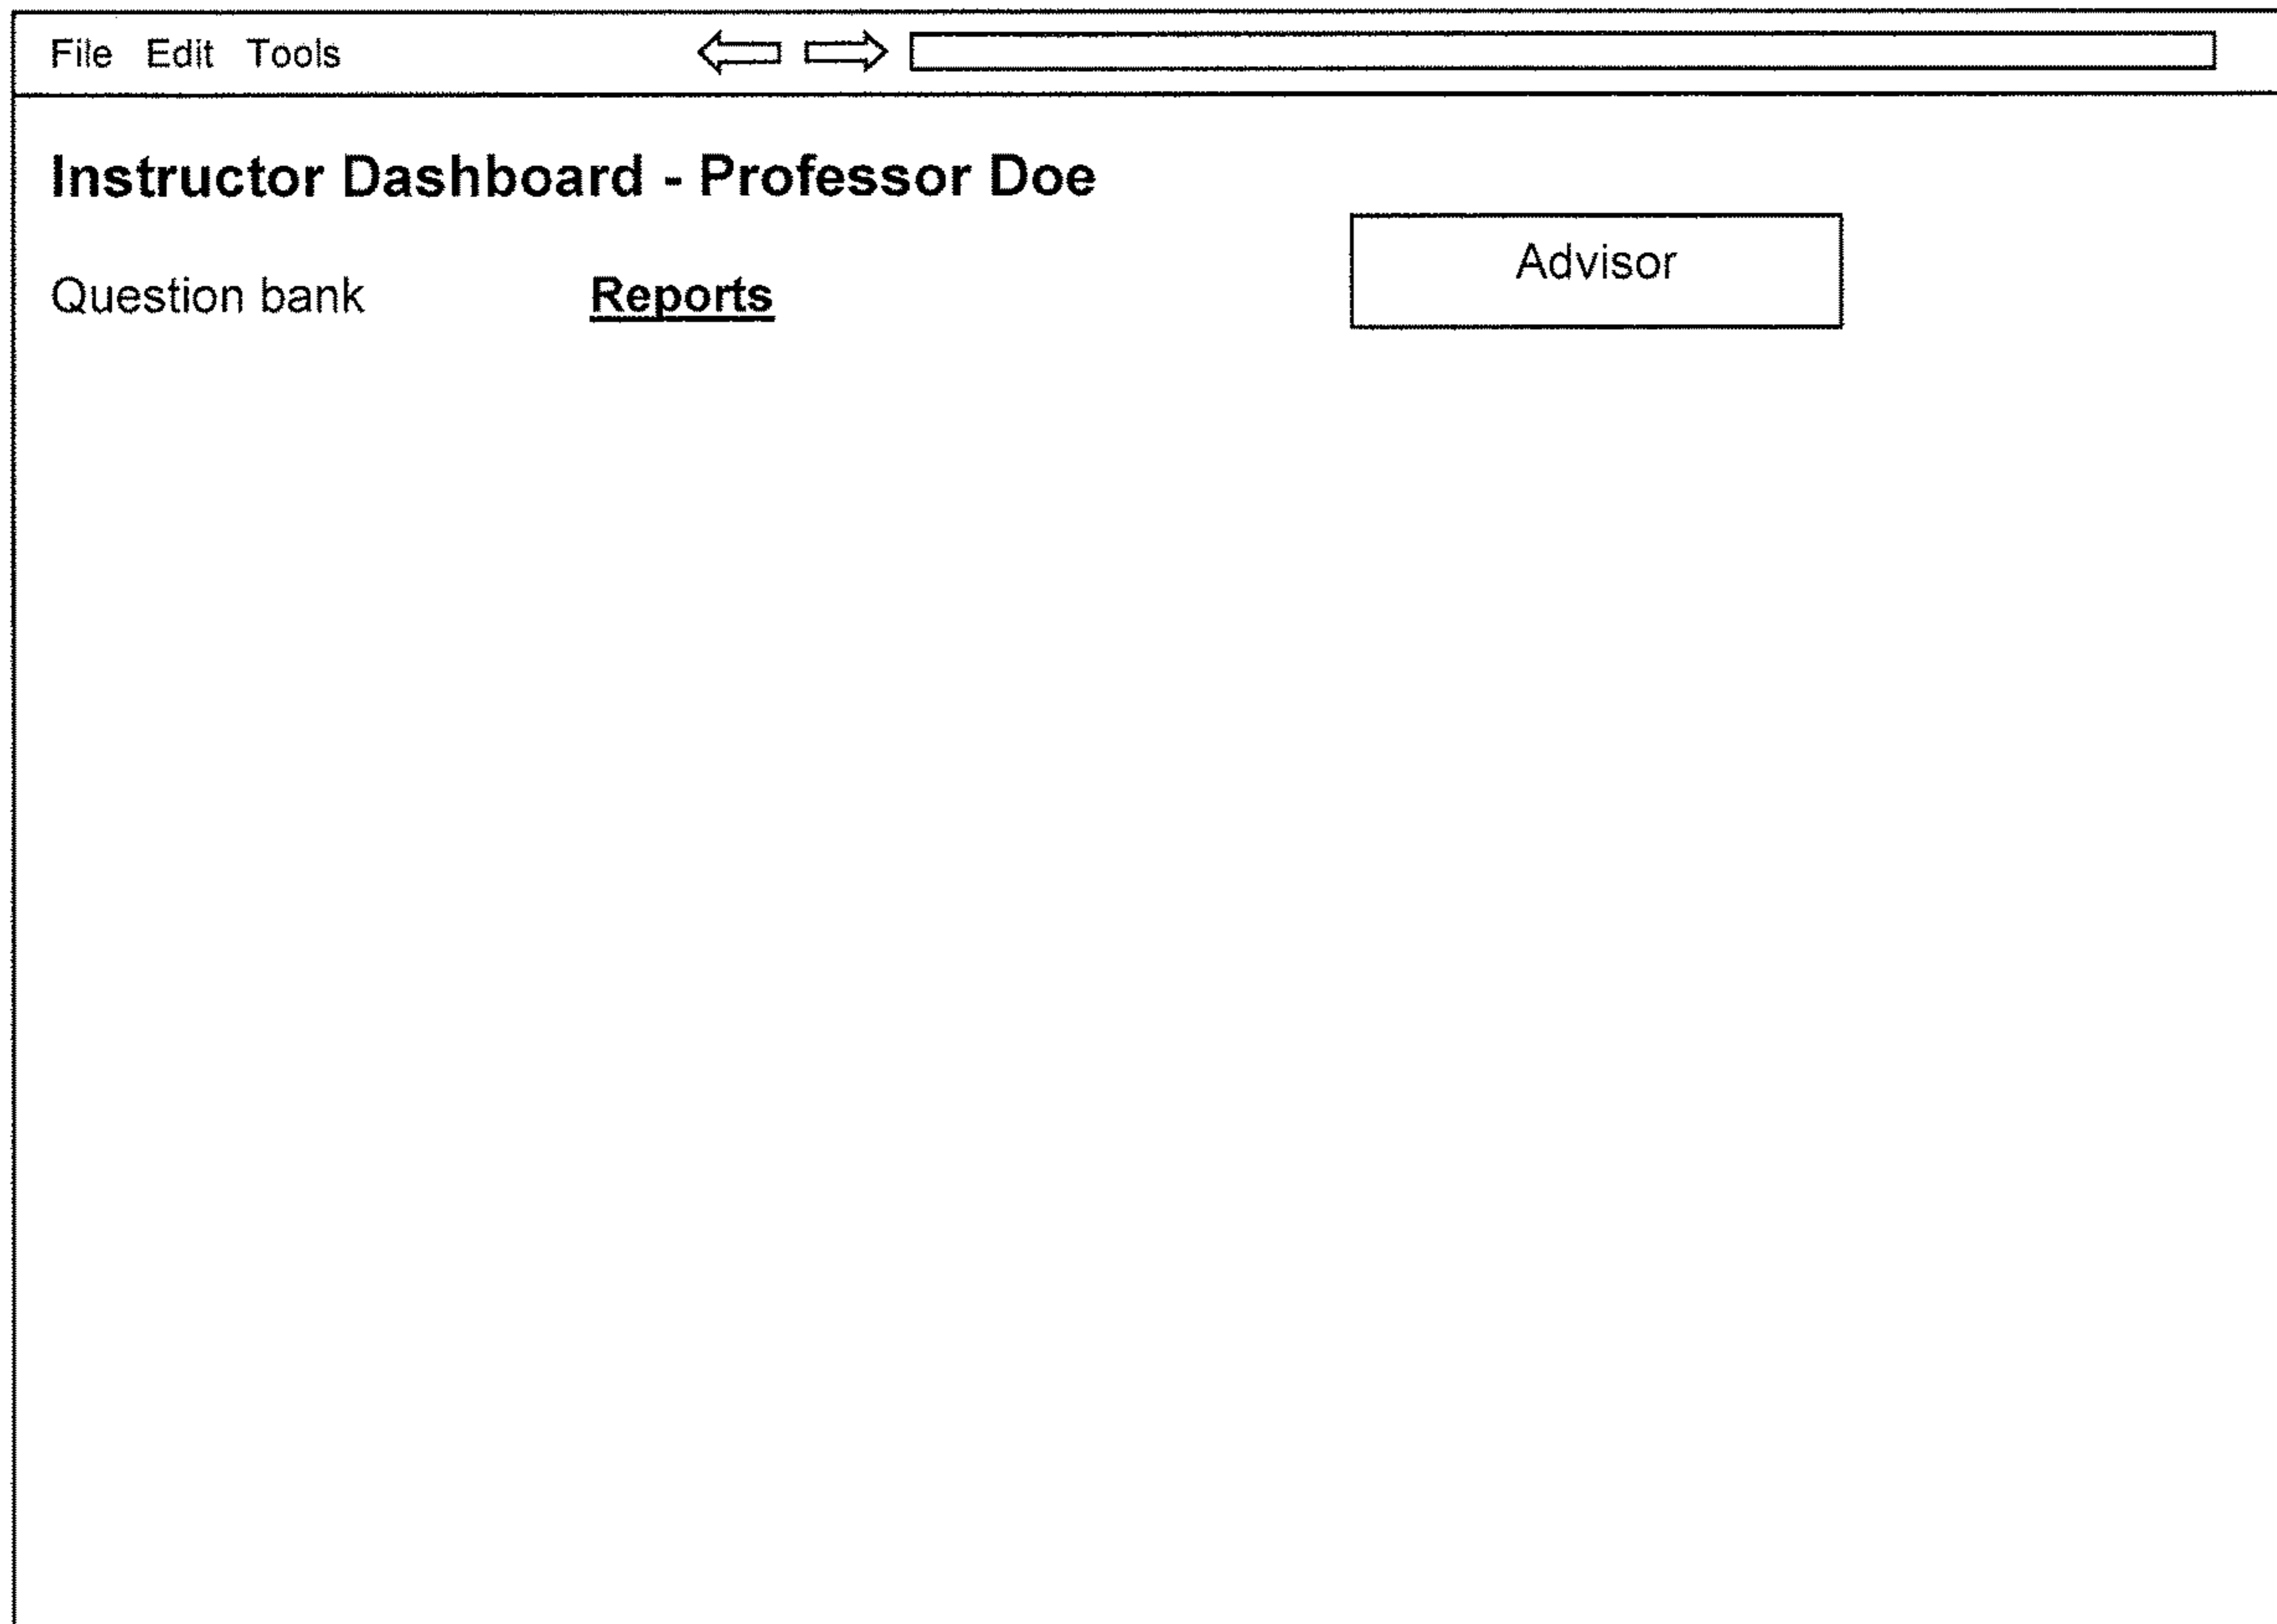 File Edit Tools
Instructor Dashboard - Professor Doe
Advisor
Question bank Reports